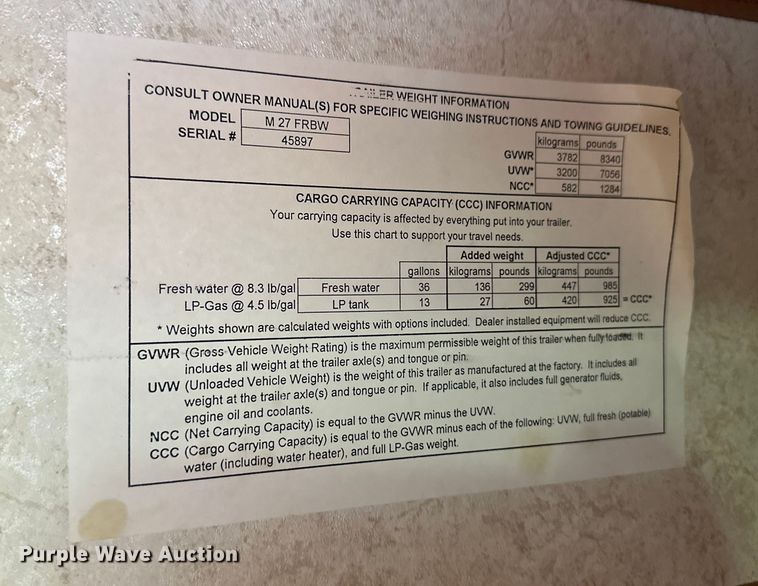 TRAILER WEIGHT INFORMATION
CONSULT OWNER MANUAL(S) FOR SPECIFIC WEIGHING INSTRUCTIONS AND TOWING GUIDELINES.
MODEL M 27 FRBW
SERIAL # 45897
kilograms pounds
GVWR 3782 8340
UVW* 3200 7056
NCC* 582 1284
CARGO CARRYING CAPACITY (CCC) INFORMATION
Your carrying capacity is affected by everything put into your trailer.
Use this chart to support your travel needs.
Added weight Adjusted CCC*
gallons kilograms pounds kilograms pounds
Fresh water @ 8.3 lb/gal Fresh water 36 136 299 447 985
LP-Gas @ 4.5 lb/gal LP tank 13 27 60 420 925 = CCC*
* Weights shown are calculated weights with options included. Dealer installed equipment will reduce CCC.
GVWR (Gross Vehicle Weight Rating) is the maximum permissible weight of this trailer when fully loaded. It
includes all weight at the trailer axle(s) and tongue or pin.
UVW (Unloaded Vehicle Weight) is the weight of this trailer as manufactured at the factory. It includes all
weight at the trailer axle(s) and tongue or pin. If applicable, it also includes full generator fluids,
engine oil and coolants.
NCC (Net Carrying Capacity) is equal to the GVWR minus the UVW.
CCC (Cargo Carrying Capacity) is equal to the GVWR minus each of the following: UVW, full fresh (potable)
water (including water heater), and full LP-Gas weight.
Purple Wave Auction